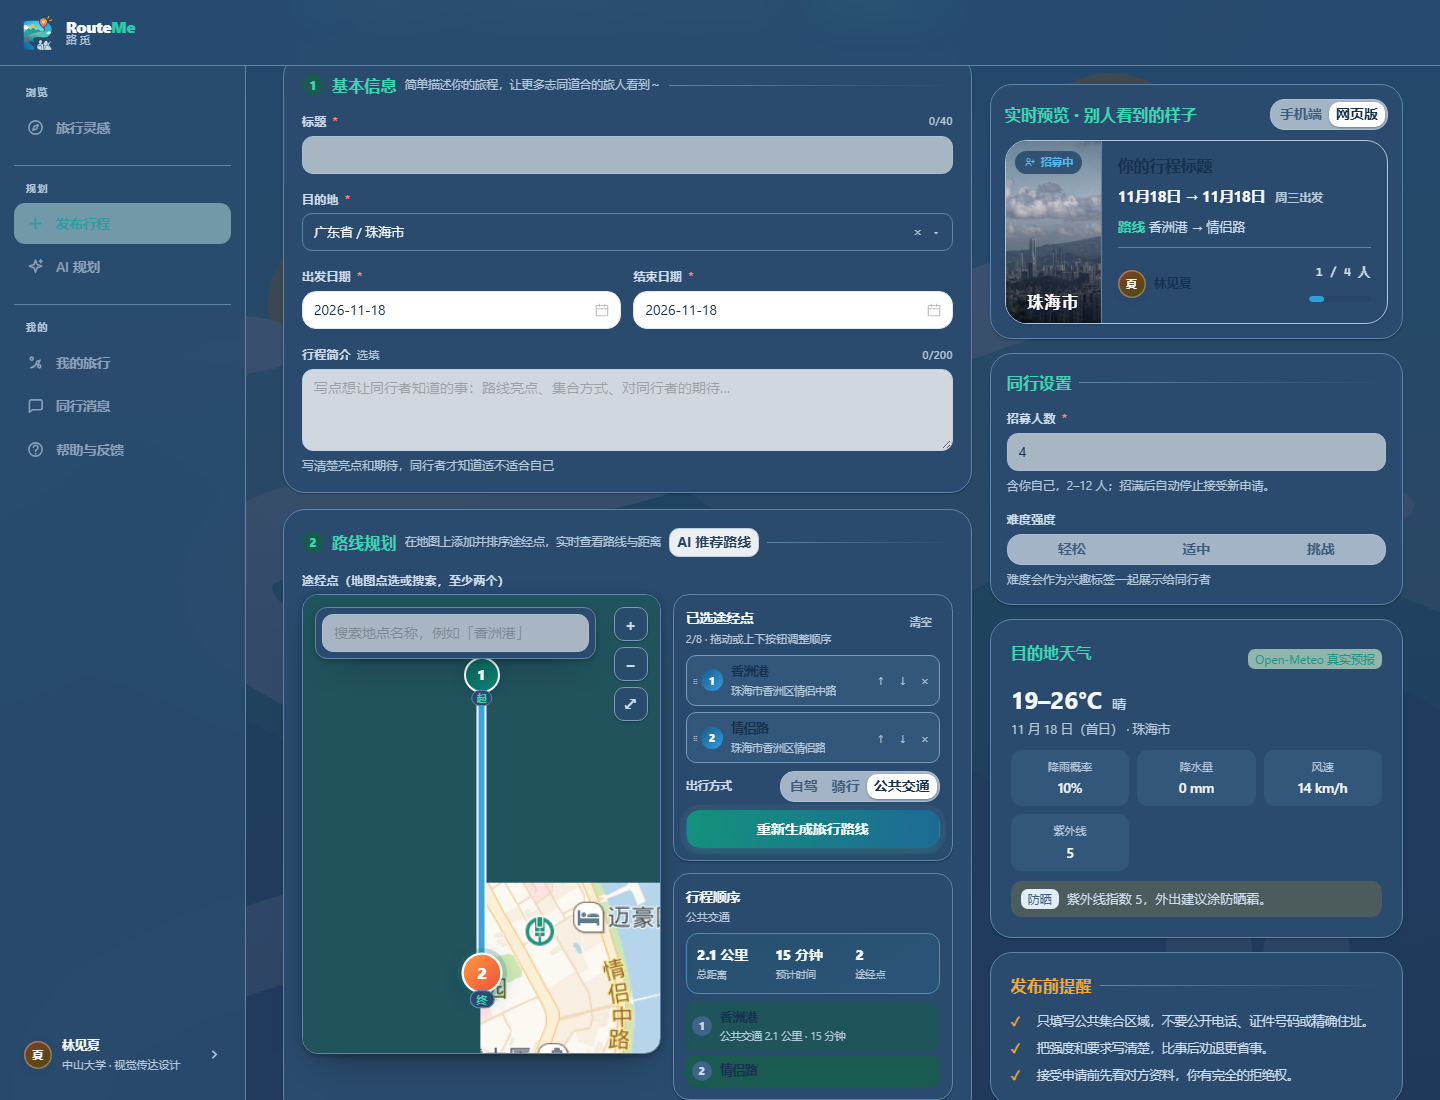 RouteMe
路觅
浏览
旅行灵感
规划
发布行程
AI 规划
我的
我的旅行
同行消息
帮助与反馈
夏
林见夏
中山大学 · 视觉传达设计
1 基本信息 简单描述你的旅程，让更多志同道合的旅人看到~
标题 * 0/40
目的地 *
广东省 / 珠海市
出发日期 * 结束日期 *
2026-11-18 2026-11-18
行程简介 选填 0/200
写点想让同行者知道的事：路线亮点、集合方式、对同行者的期待...
写清楚亮点和期待，同行者才知道适不适合自己
2 路线规划 在地图上添加并排序途经点，实时查看路线与距离 AI 推荐路线
途经点（地图点选或搜索，至少两个）
搜索地点名称，例如「香洲港」
+
−
1
起
2
终
迈豪
情侣中路
已选途经点 清空
2/8 · 拖动或上下按钮调整顺序
1 香洲港
珠海市香洲区情侣中路 ↑ ↓ ×
2 情侣路
珠海市香洲区情侣路 ↑ ↓ ×
出行方式 自驾 骑行 公共交通
重新生成旅行路线
行程顺序
公共交通
2.1 公里 15 分钟 2
总距离 预计时间 途经点
1 香洲港
公共交通 2.1 公里 · 15 分钟
2 情侣路
实时预览 · 别人看到的样子 手机端 网页版
招募中
珠海市
你的行程标题
11月18日 → 11月18日 周三出发
路线 香洲港 → 情侣路
夏 林见夏 1 / 4 人
同行设置
招募人数 *
4
含你自己，2–12 人；招满后自动停止接受新申请。
难度强度
轻松 适中 挑战
难度会作为兴趣标签一起展示给同行者
目的地天气 Open-Meteo 真实预报
19–26°C 晴
11 月 18 日（首日） · 珠海市
降雨概率 降水量 风速
10% 0 mm 14 km/h
紫外线
5
防晒 紫外线指数 5，外出建议涂防晒霜。
发布前提醒
✓ 只填写公共集合区域，不要公开电话、证件号码或精确住址。
✓ 把强度和要求写清楚，比事后劝退更省事。
✓ 接受申请前先看对方资料，你有完全的拒绝权。